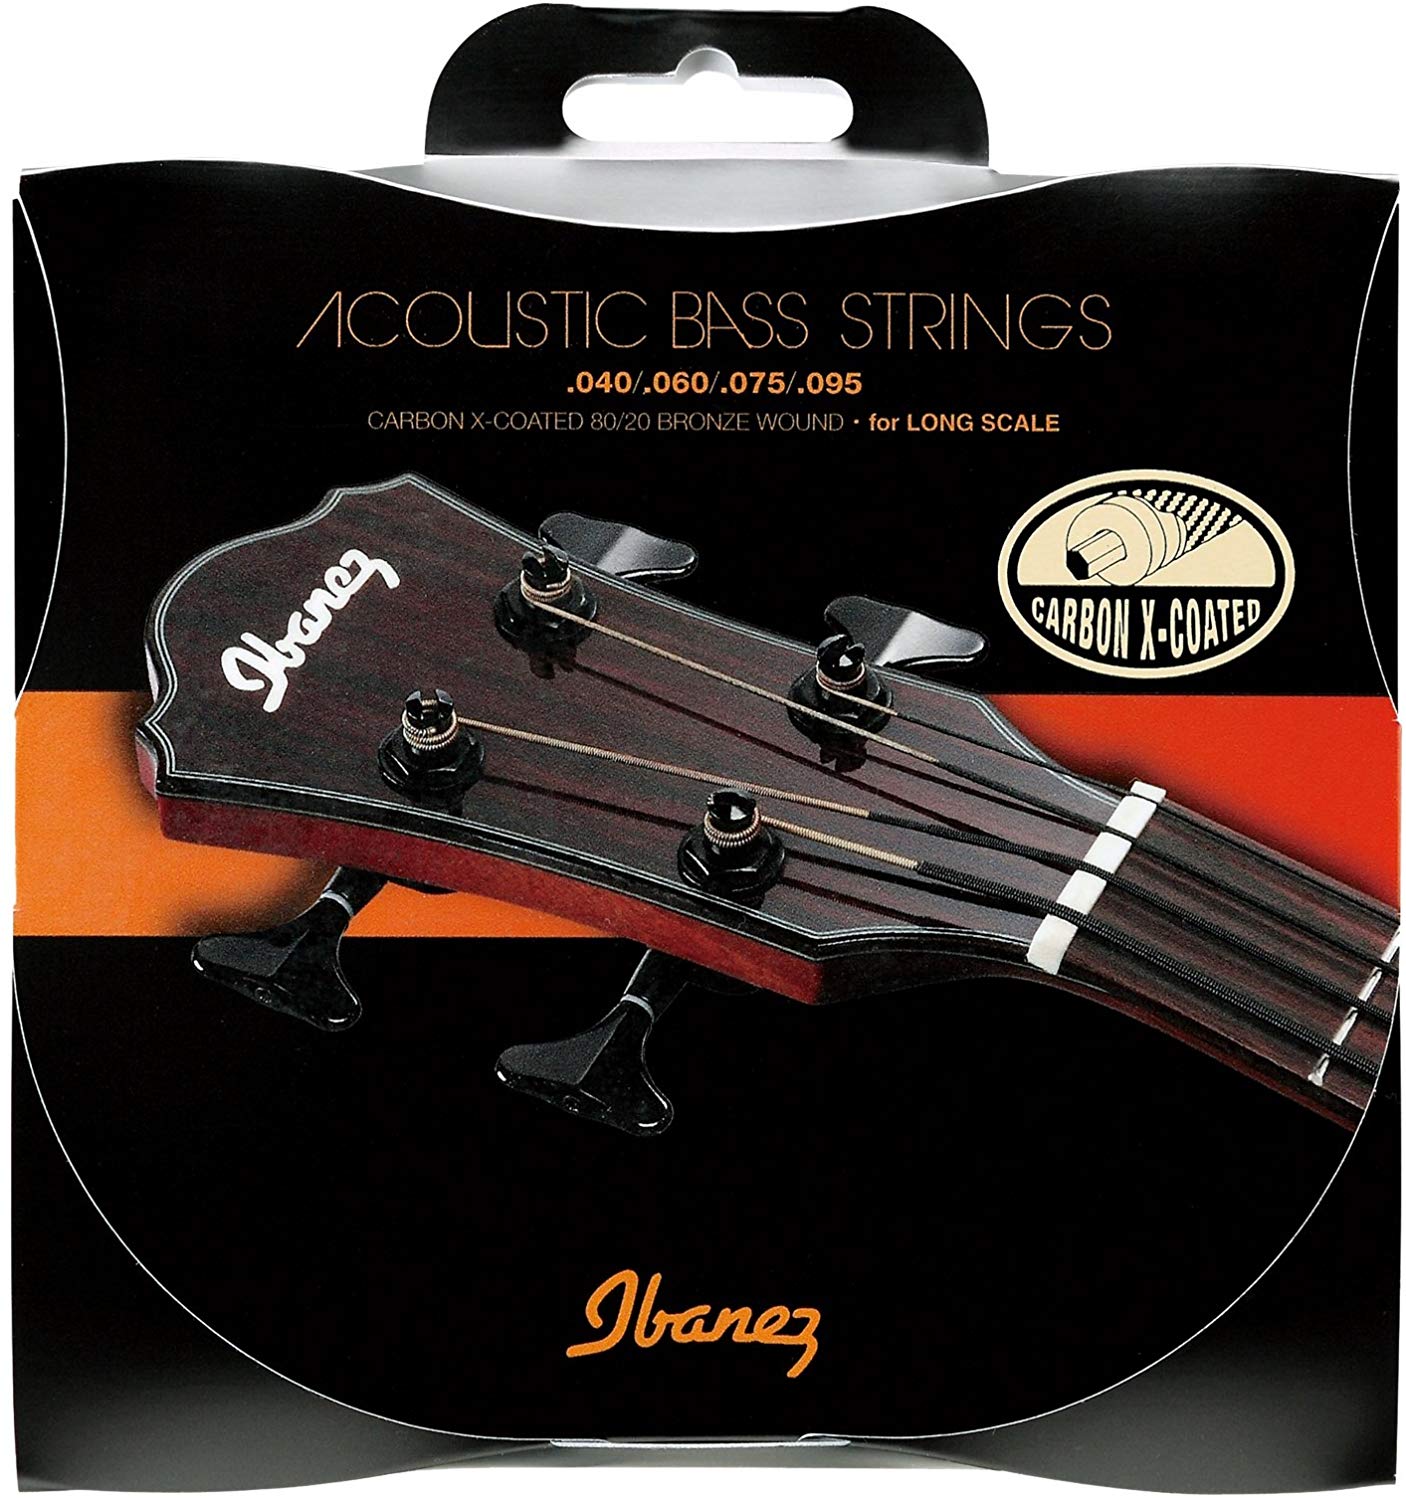 ACOUSTIC BASS STRINGS
.040/.060/.075/.095
CARBON X-COATED 80/20 BRONZE WOUND • for LONG SCALE
CARBON X-COATED
Ibanez
Ibanez